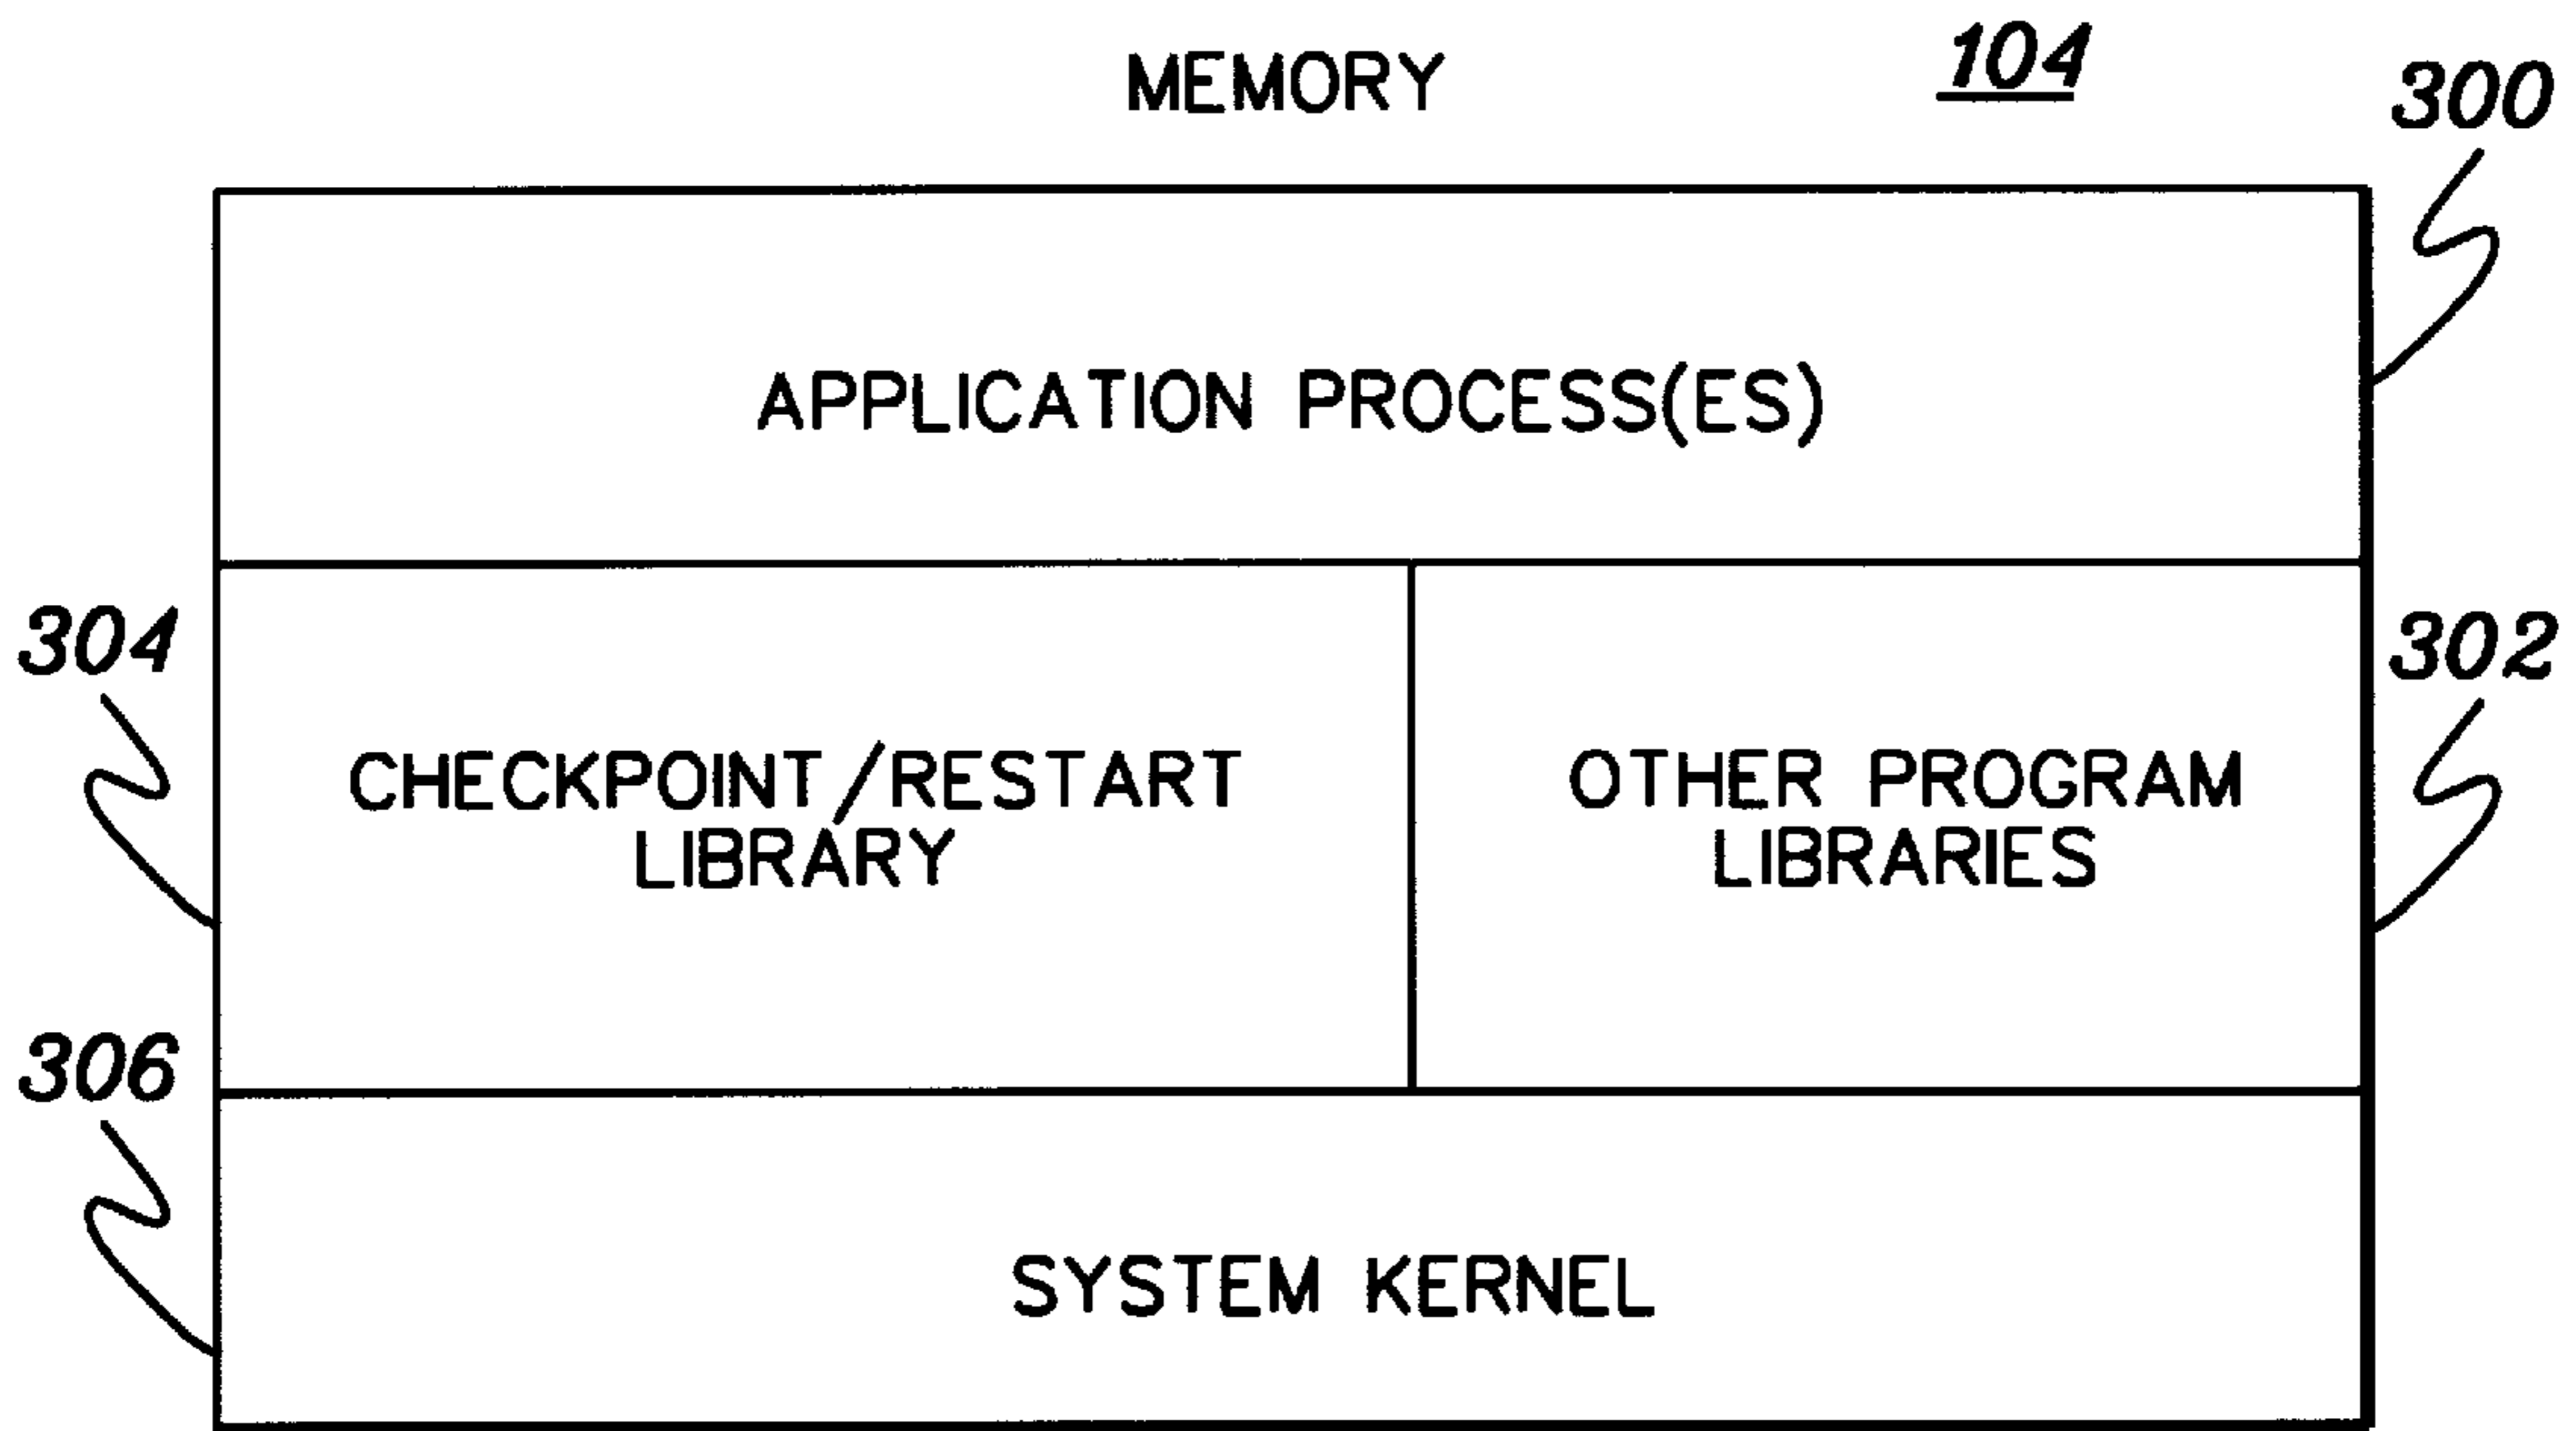 MEMORY
104
300
APPLICATION PROCESS(ES)
304
302
CHECKPOINT/RESTART
LIBRARY
OTHER PROGRAM
LIBRARIES
306
SYSTEM KERNEL